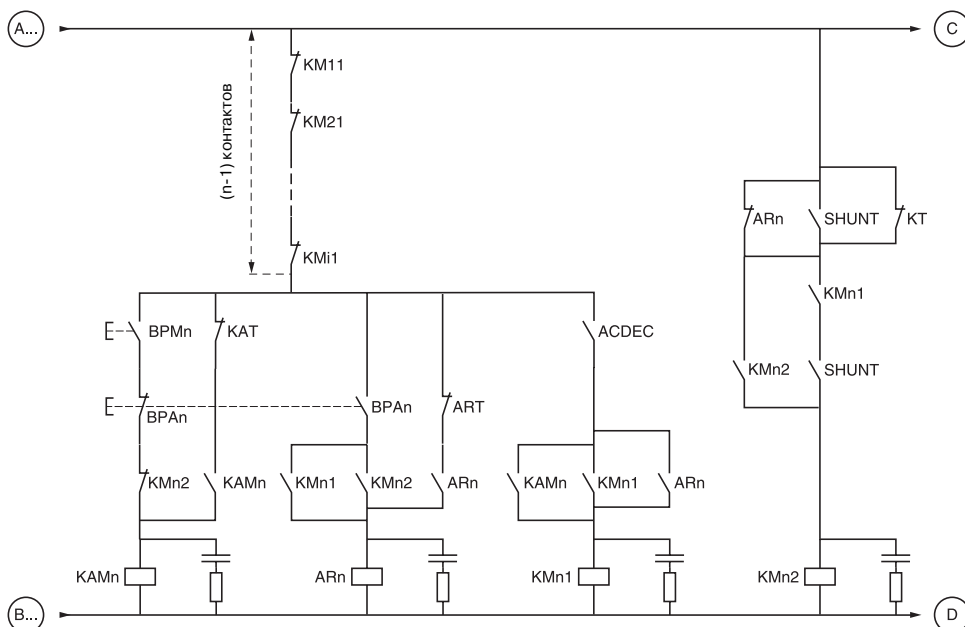 A... C
KM11
(n-1) контактов
KM21
ARn SHUNT KT
KMi1
KMn1
BPMn KAT ACDEC
KMn2 SHUNT
BPAn BPAn ART
KMn2 KAMn KMn1 KMn2 ARn KAMn KMn1 ARn
KAMn ARn KMn1 KMn2
B... D